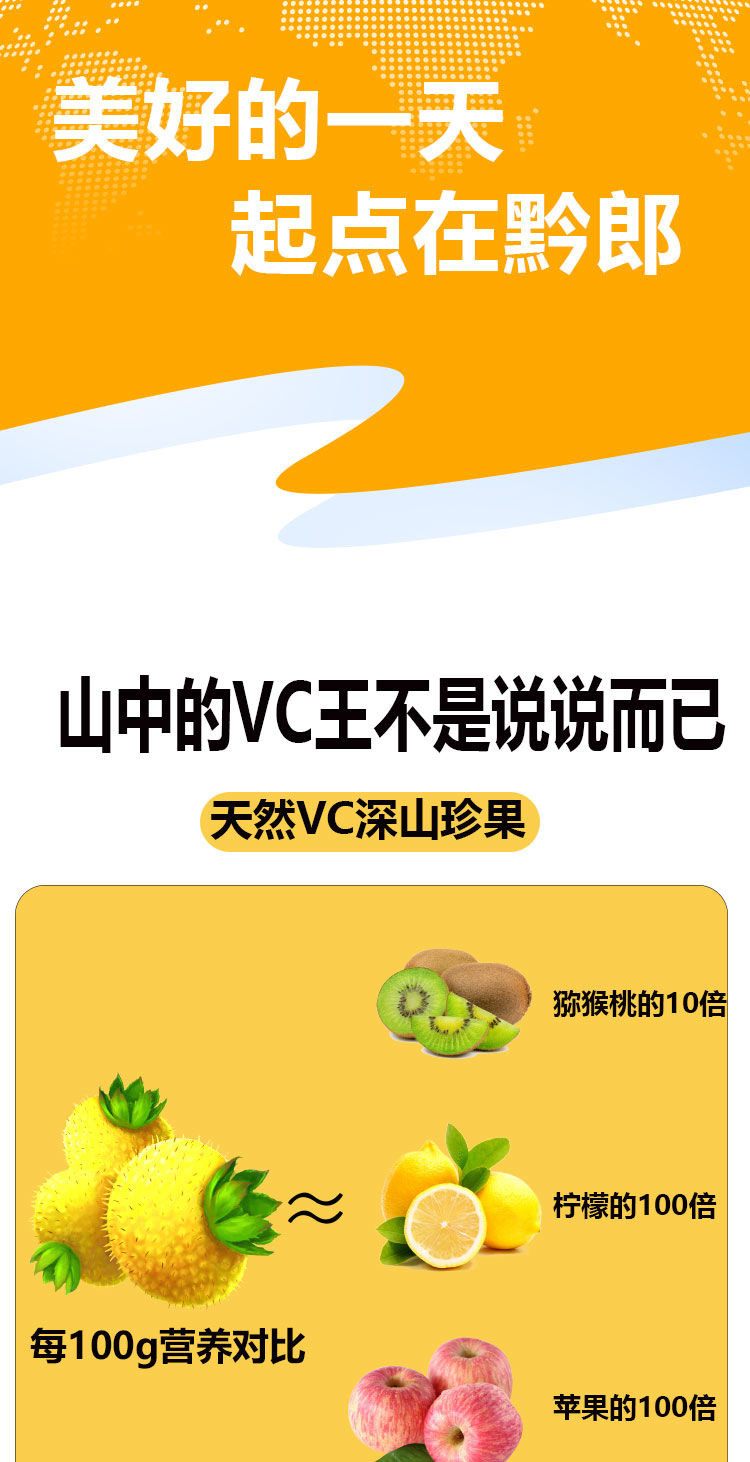 美好的一天
起点在黔郎
山中的VC王不是说说而已
天然VC深山珍果
猕猴桃的10倍
≈
柠檬的100倍
每100g营养对比
苹果的100倍